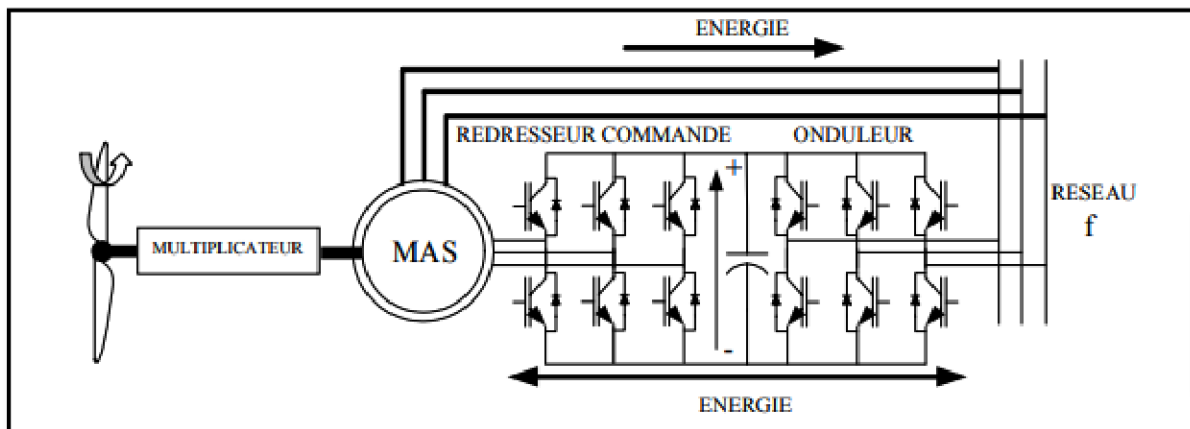 ENERGIE
REDRESSEUR COMMANDE
ONDULEUR
+
RESEAU
f
MULTIPLICATEUR
MAS
-
ENERGIE